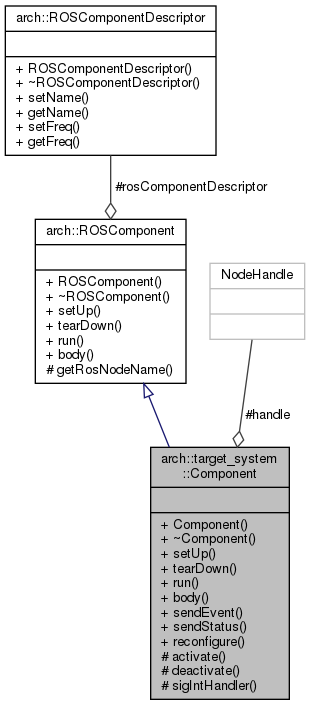 arch::ROSComponentDescriptor
+ ROSComponentDescriptor()
+ ~ROSComponentDescriptor()
+ setName()
+ getName()
+ setFreq()
+ getFreq()
#rosComponentDescriptor
arch::ROSComponent
+ ROSComponent()
+ ~ROSComponent()
+ setUp()
+ tearDown()
+ run()
+ body()
# getRosNodeName()
NodeHandle
#handle
arch::target_system
::Component
+ Component()
+ ~Component()
+ setUp()
+ tearDown()
+ run()
+ body()
+ sendEvent()
+ sendStatus()
+ reconfigure()
# activate()
# deactivate()
# sigIntHandler()